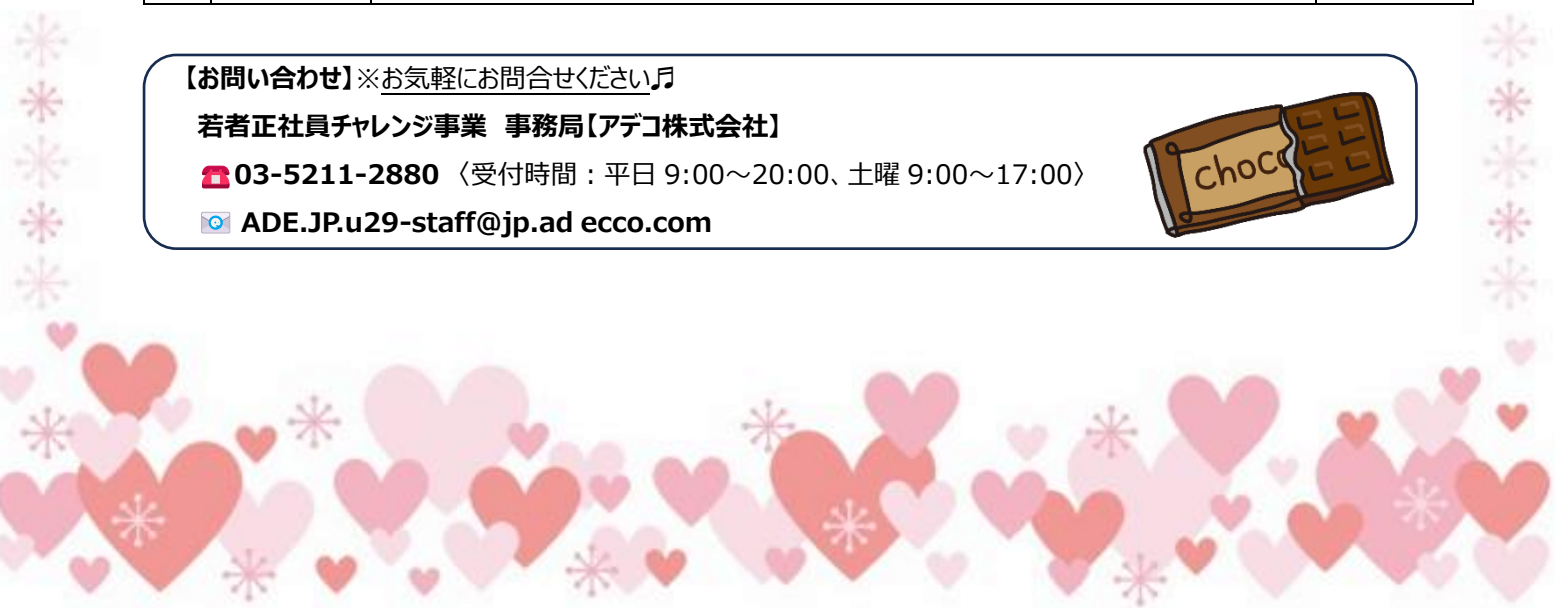 【お問い合わせ】※お気軽にお問合せください♬
若者正社員チャレンジ事業 事務局【アデコ株式会社】
☎03-5211-2880 〈受付時間：平日 9:00～20:00、土曜 9:00～17:00〉
📧 ADE.JP.u29-staff@jp.ad ecco.com
choco